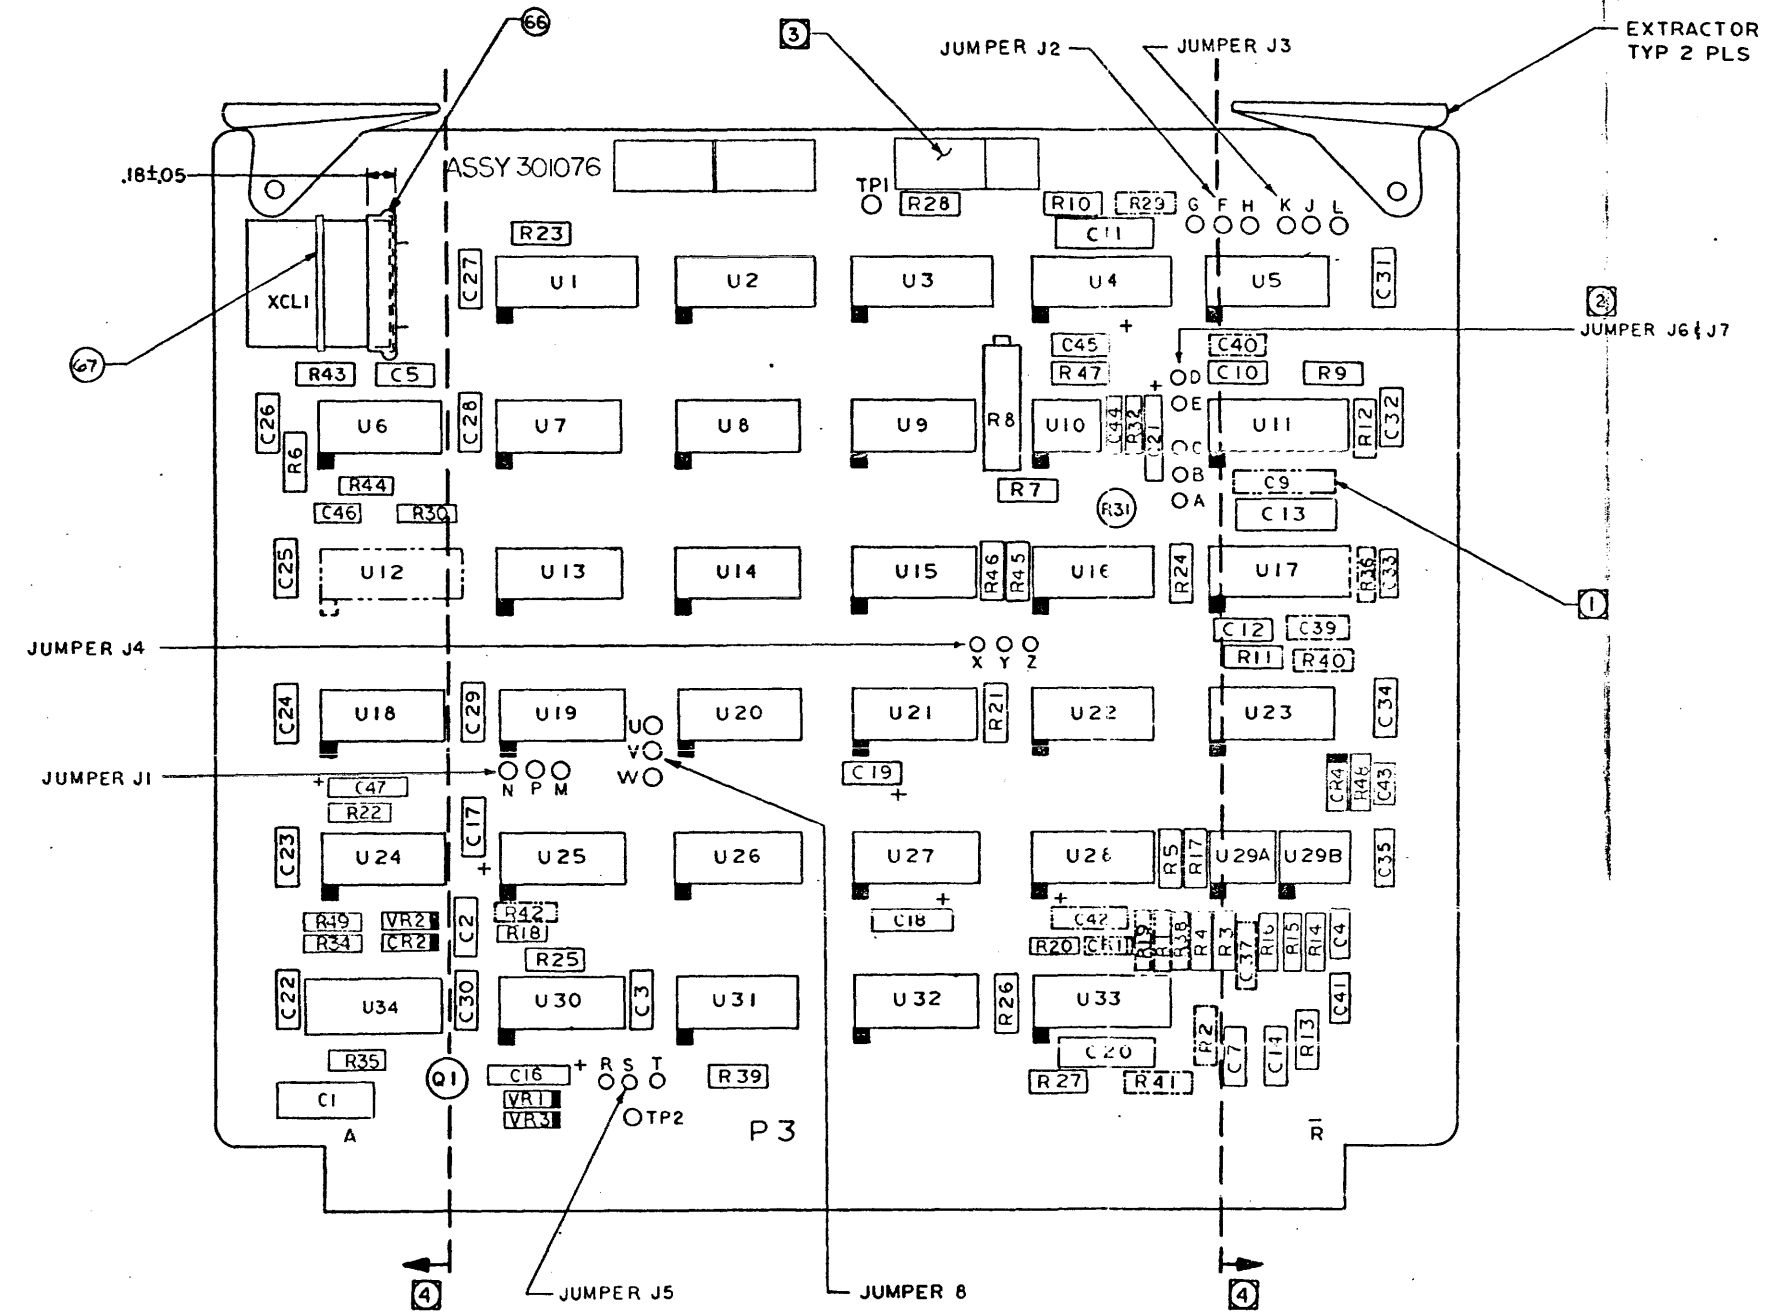 66
3
JUMPER J2
JUMPER J3
EXTRACTOR
TYP 2 PLS
.18±.05
ASSY 301076
TP1
R28
R10
R29
G
F
H
K
J
L
R23
C11
C27
U1
U2
U3
U4
U5
C31
XCL1
67
2
JUMPER J6 & J7
+
C45
C40
R43
C5
R47
+
D
C10
R9
C26
R6
U6
C28
U7
U8
U9
R8
U10
C44
R32
C21
E
C
B
A
U11
R12
C32
R44
R7
C9
C46
R30
R31
C13
C25
U12
U13
U14
U15
R46
R45
U16
R24
U17
R36
C33
1
C12
C39
JUMPER J4
X
Y
Z
R11
R40
C24
U18
C29
U19
U
V
W
U20
U21
R21
U22
U23
C34
JUMPER J1
+
C47
N
P
M
C19
+
CR4
R48
C43
R22
C17
+
C23
U24
U25
U26
U27
U28
R5
R17
U29A
U29B
C35
+
+
R49
VR2
C2
R42
C18
C42
R34
CR2
R18
R20
CR1
R19
R1
R38
R4
R3
C37
R16
R15
R14
C4
R25
C22
U34
C30
U30
C3
U31
U32
R26
U33
C41
R2
C7
C14
R13
R35
Q1
C16
+
R
S
T
R39
C20
R27
R41
C1
VR1
VR3
TP2
P3
A
R
4
JUMPER J5
JUMPER 8
4